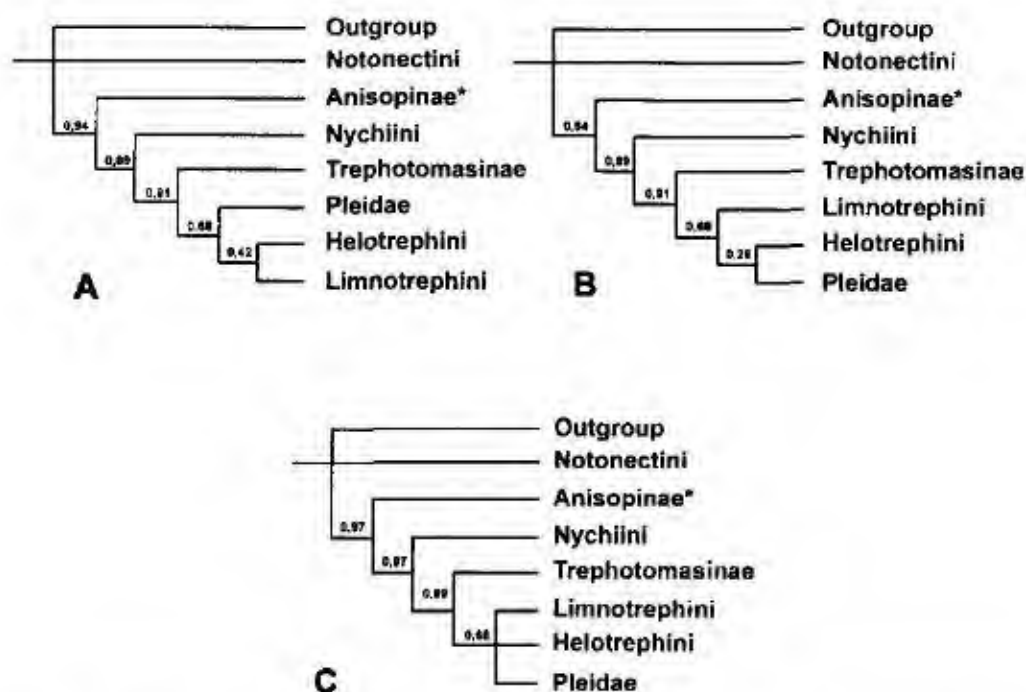 Outgroup
Notonectini
Anisopinae*
0,94
Nychiini
0,89
Trephotomasinae
0,91
Pleidae
0,68
Helotrephini
0,42
Limnotrephini
A
Outgroup
Notonectini
Anisopinae*
0,94
Nychiini
0,89
Trephotomasinae
0,91
Limnotrephini
0,68
Helotrephini
0,28
Pleidae
B
Outgroup
Notonectini
Anisopinae*
0,97
Nychiini
0,97
Trephotomasinae
0,99
Limnotrephini
0,68
Helotrephini
Pleidae
C